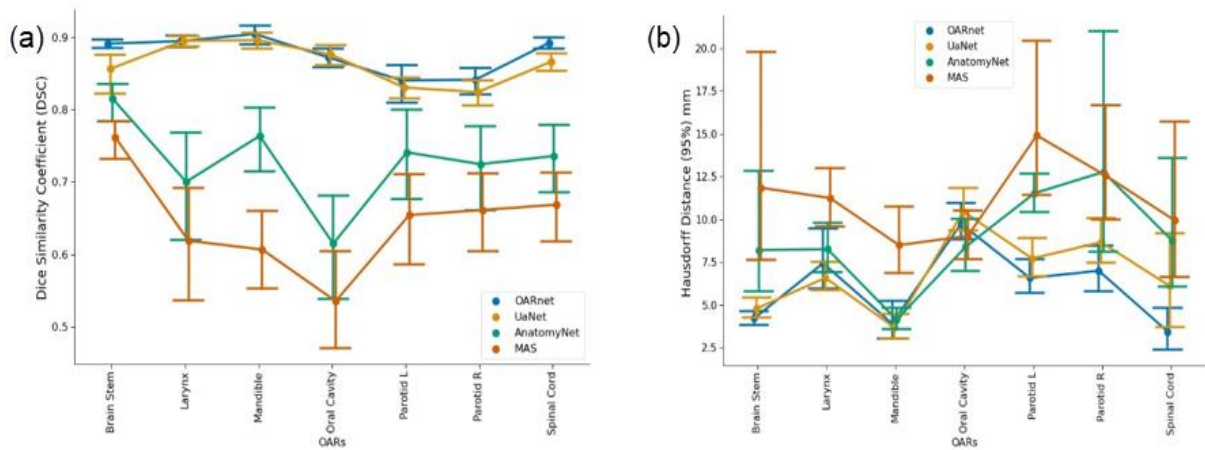 (a)
Dice Similarity Coefficient (DSC)
0.9
0.8
0.7
0.6
0.5
OARnet
UaNet
AnatomyNet
MAS
Brain Stem
Larynx
Mandible
Oral Cavity
Parotid L
Parotid R
Spinal Cord
OARs
(b)
Hausdorff Distance (95%) mm
20.0
17.5
15.0
12.5
10.0
7.5
5.0
2.5
OARnet
UaNet
AnatomyNet
MAS
Brain Stem
Larynx
Mandible
Oral Cavity
Parotid L
Parotid R
Spinal Cord
OARs